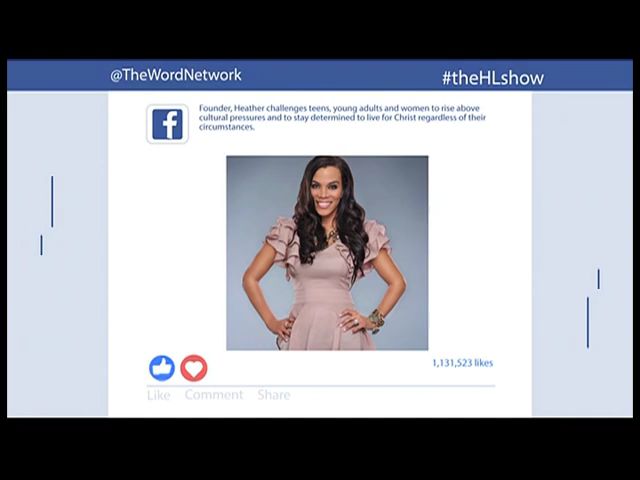 @TheWordNetwork
#theHLshow
Founder, Heather challenges teens, young adults and women to rise above
cultural pressures and to stay determined to live for Christ regardless of their
circumstances.
1,131,523 likes
Like Comment Share